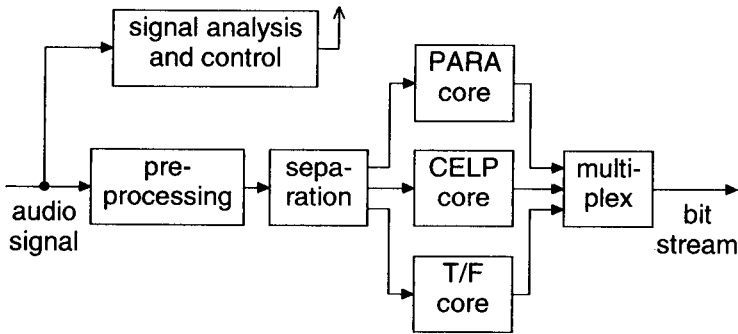 signal analysis
and control
PARA
core
pre-
processing
sepa-
ration
CELP
core
multi-
plex
audio
signal
bit
stream
T/F
core